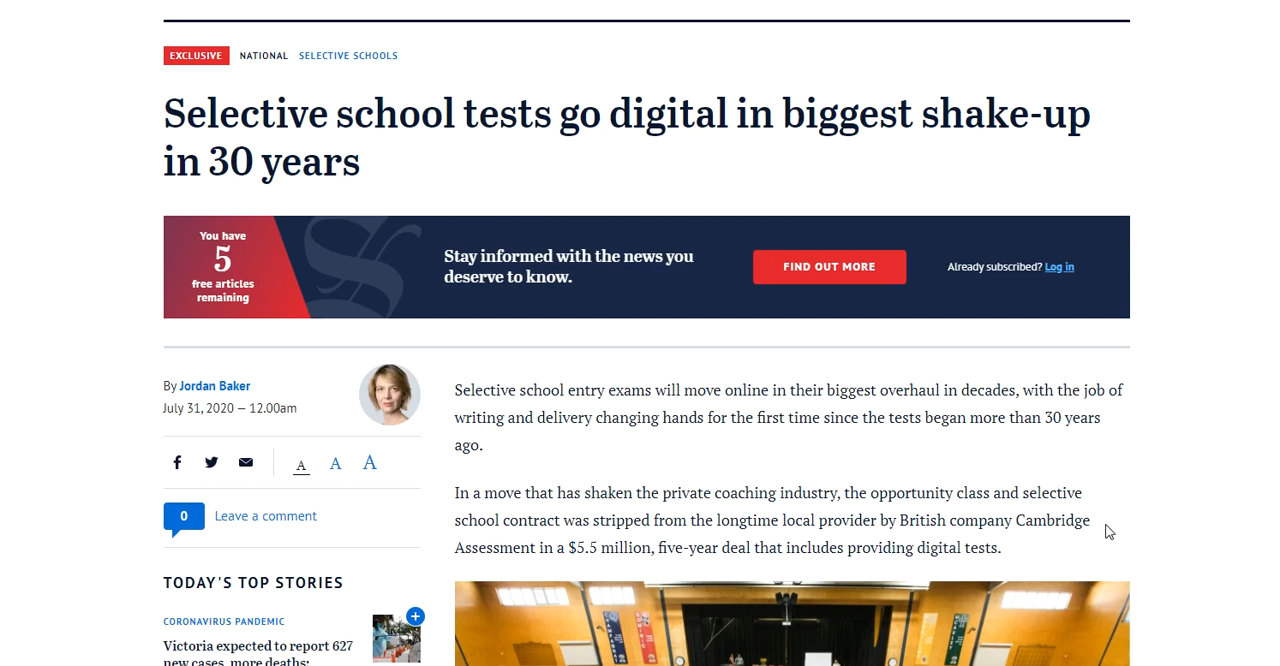 EXCLUSIVE NATIONAL SELECTIVE SCHOOLS
Selective school tests go digital in biggest shake-up
in 30 years
You have
5
free articles
remaining
Stay informed with the news you
deserve to know.
FIND OUT MORE
Already subscribed? Log in
By Jordan Baker
July 31, 2020 — 12.00am
A A A
0 Leave a comment
TODAY'S TOP STORIES
CORONAVIRUS PANDEMIC
Victoria expected to report 627
new cases, more deaths:
Selective school entry exams will move online in their biggest overhaul in decades, with the job of
writing and delivery changing hands for the first time since the tests began more than 30 years
ago.
In a move that has shaken the private coaching industry, the opportunity class and selective
school contract was stripped from the longtime local provider by British company Cambridge
Assessment in a $5.5 million, five-year deal that includes providing digital tests.